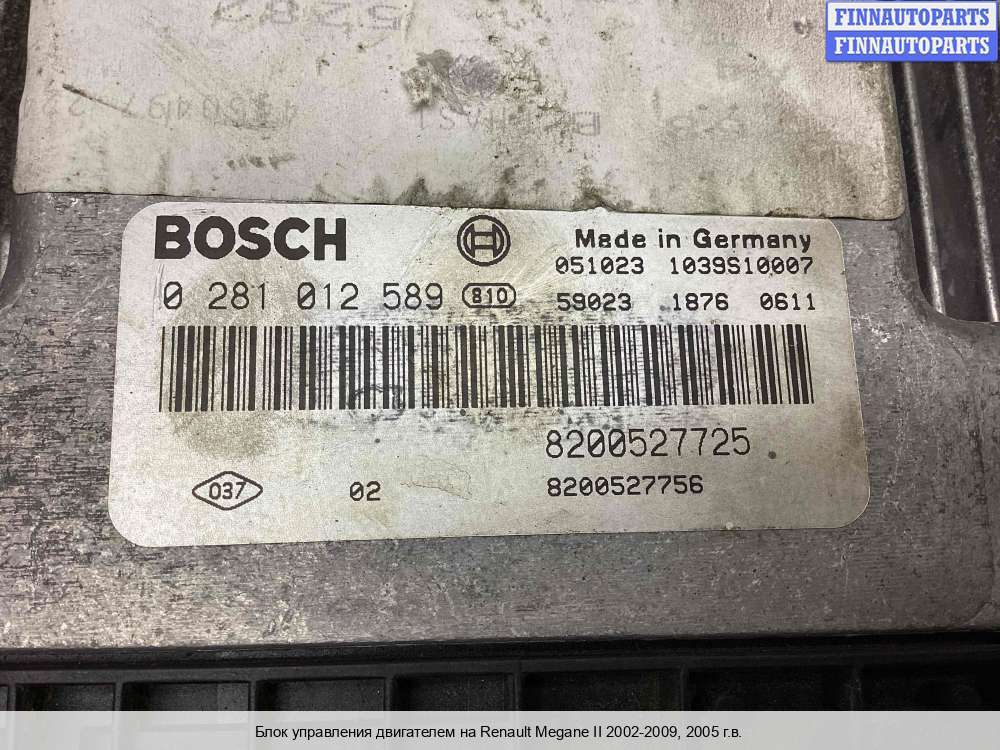 FINNAUTOPARTS
FINNAUTOPARTS
BOSCH
Made in Germany
051023 1039S10007
0 281 012 589 810 59023 1876 0611
8200527725
037 02 8200527756
Блок управления двигателем на Renault Megane II 2002-2009, 2005 г.в.